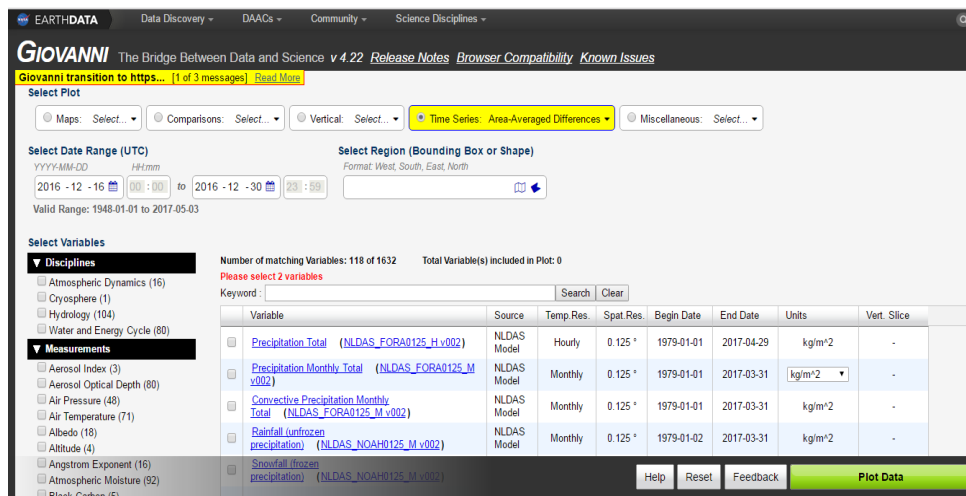 EARTHDATA Data Discovery DAACs Community Science Disciplines
GIOVANNI The Bridge Between Data and Science v 4.22 Release Notes Browser Compatibility Known Issues
Giovanni transition to https... [1 of 3 messages] Read More
Select Plot
Maps: Select... Comparisons: Select... Vertical: Select... Time Series: Area-Averaged Differences Miscellaneous: Select...
Select Date Range (UTC) Select Region (Bounding Box or Shape)
YYYY-MM-DD HH:mm Format: West, South, East, North
2016 - 12 - 16 00 : 00 to 2016 - 12 - 30 23 : 59
Valid Range: 1948-01-01 to 2017-05-03
Select Variables
Disciplines
Atmospheric Dynamics (16)
Cryosphere (1)
Hydrology (104)
Water and Energy Cycle (80)
Measurements
Aerosol Index (3)
Aerosol Optical Depth (80)
Air Pressure (48)
Air Temperature (71)
Albedo (18)
Altitude (4)
Angstrom Exponent (16)
Atmospheric Moisture (92)
Black Carbon (5)
Number of matching Variables: 118 of 1632 Total Variable(s) included in Plot: 0
Please select 2 variables
Keyword : Search Clear
Variable Source Temp.Res. Spat.Res. Begin Date End Date Units Vert. Slice
Precipitation Total (NLDAS_FORA0125_H v002) NLDAS Model Hourly 0.125 ° 1979-01-01 2017-04-29 kg/m^2 -
Precipitation Monthly Total (NLDAS_FORA0125_M v002) NLDAS Model Monthly 0.125 ° 1979-01-01 2017-03-31 kg/m^2 -
Convective Precipitation Monthly Total (NLDAS_FORA0125_M v002) NLDAS Model Monthly 0.125 ° 1979-01-01 2017-03-31 kg/m^2 -
Rainfall (unfrozen precipitation) (NLDAS_NOAH0125_M v002) NLDAS Model Monthly 0.125 ° 1979-01-02 2017-03-31 kg/m^2 -
Snowfall (frozen precipitation) (NLDAS_NOAH0125_M v002) NLDAS Model
Help Reset Feedback Plot Data